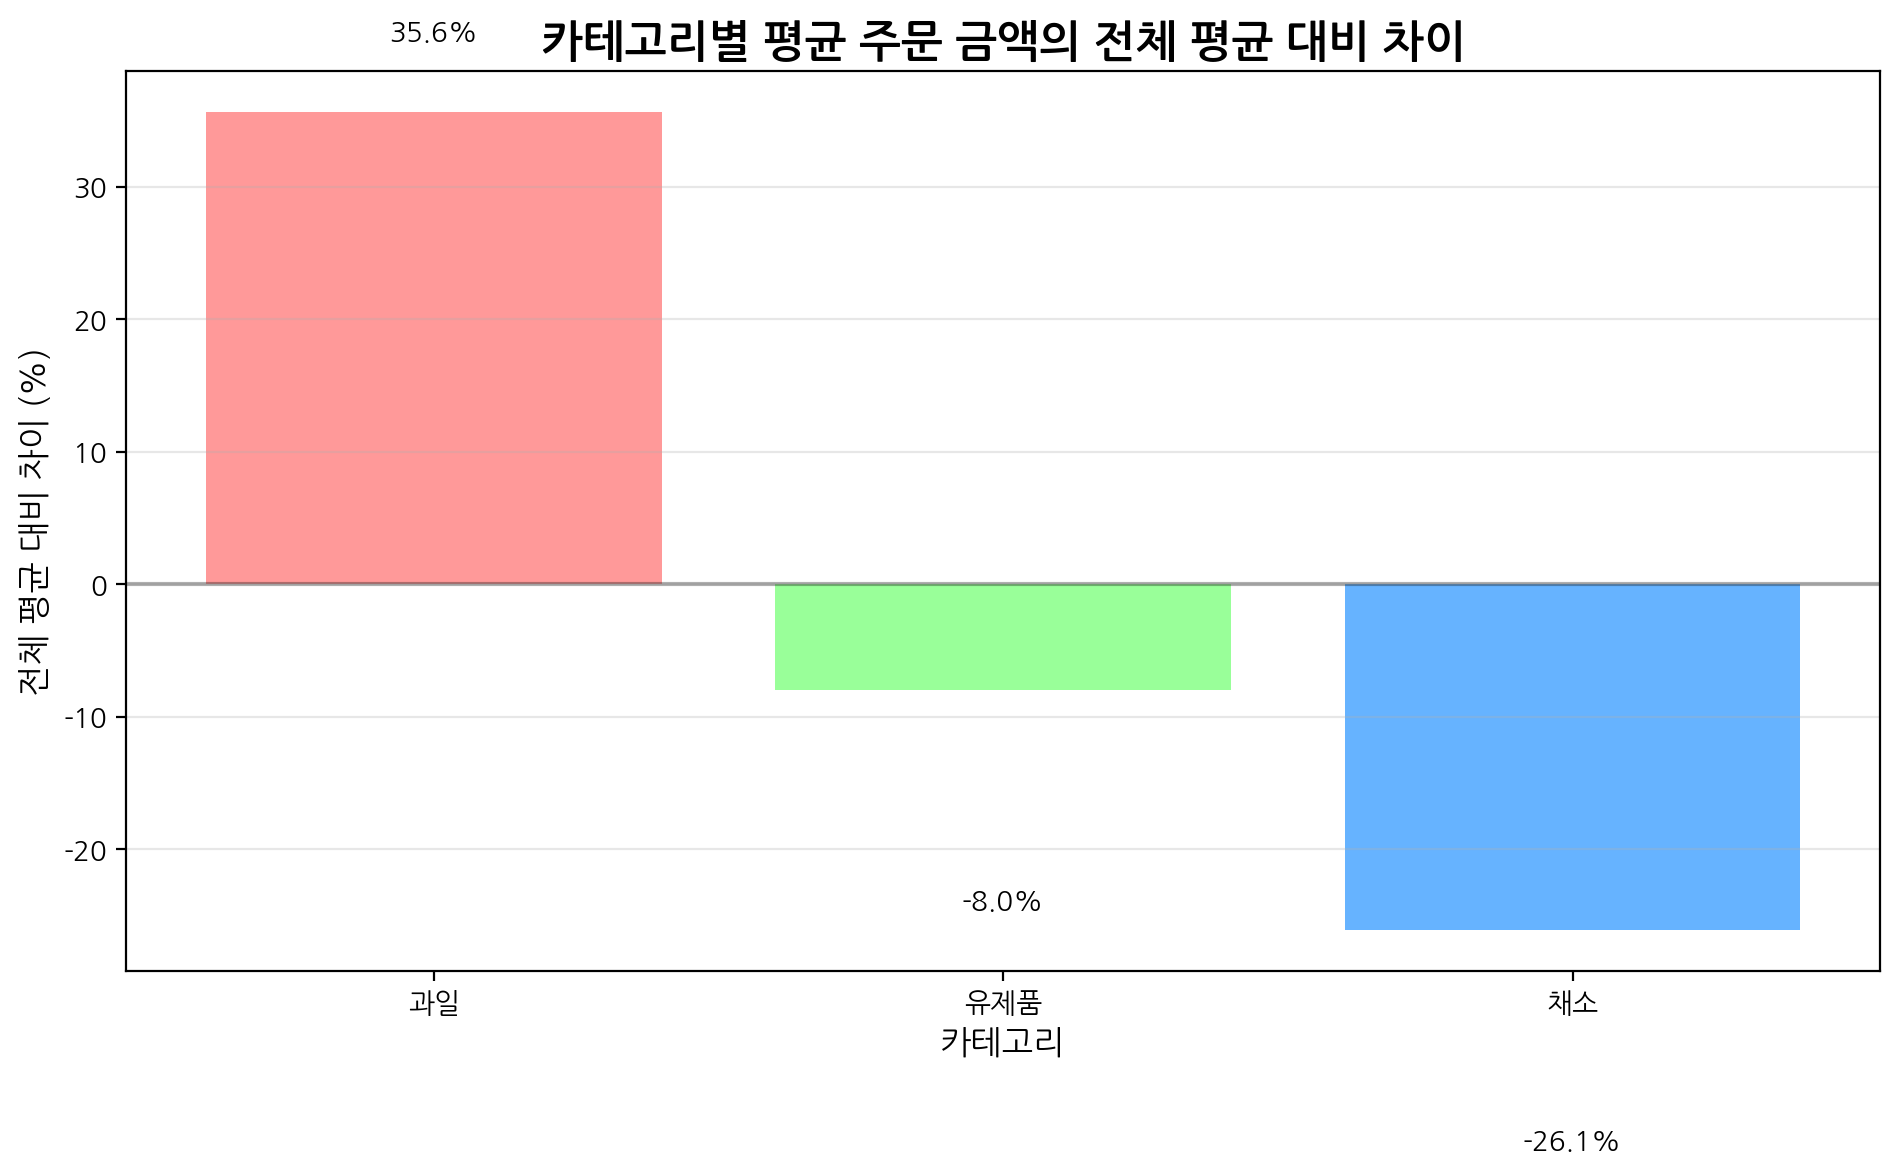 35.6%
카테고리별 평균 주문 금액의 전체 평균 대비 차이
전체 평균 대비 차이 (%)
30
20
10
0
-10
-20
-8.0%
과일 유제품 채소
카테고리
-26.1%